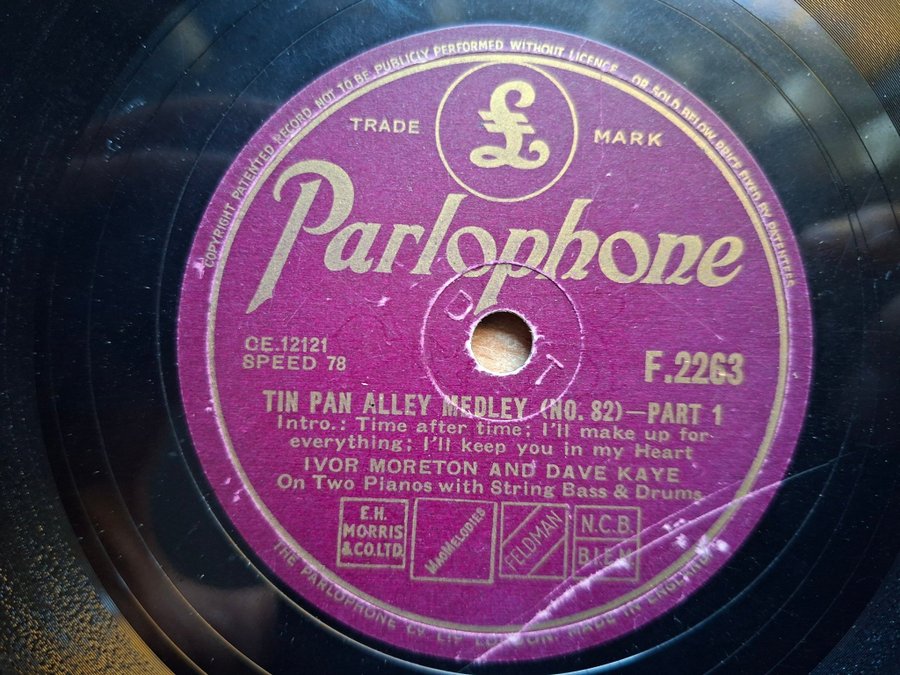 COPYRIGHT PATENTED RECORD NOT TO BE PUBLICLY PERFORMED WITHOUT LICENCE. OR SOLD BELOW PRICE FIXED BY PATENTEES
£
TRADE MARK
Parlophone
D
T
CE.12121
SPEED 78
F.2263
TIN PAN ALLEY MEDLEY (NO. 82)—PART 1
Intro.: Time after time; I'll make up for
everything; I'll keep you in my Heart
IVOR MORETON AND DAVE KAYE
On Two Pianos with String Bass & Drums
E.H.
MORRIS
& CO. LTD.
MacMelodies
FELDMAN
N.C.B.
B.I.E.M.
THE PARLOPHONE CO LTD LONDON. MADE IN ENGLAND